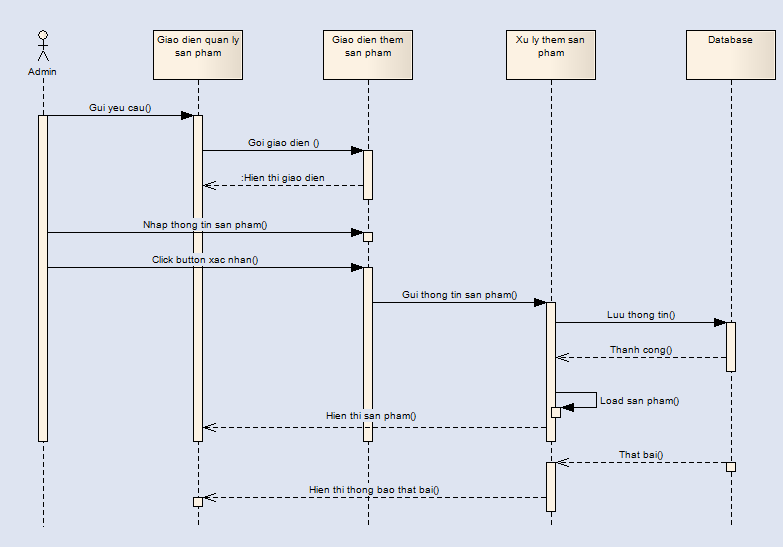 Admin
Giao dien quan ly
san pham
Giao dien them
san pham
Xu ly them san
pham
Database
Gui yeu cau()
Goi giao dien ()
:Hien thi giao dien
Nhap thong tin san pham()
Click button xac nhan()
Gui thong tin san pham()
Luu thong tin()
Thanh cong()
Load san pham()
Hien thi san pham()
That bai()
Hien thi thong bao that bai()